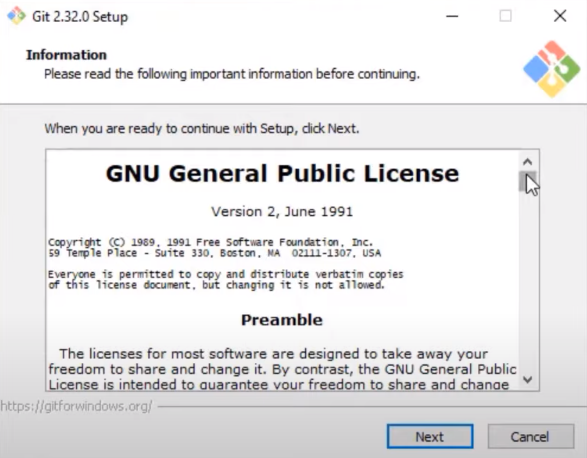 Git 2.32.0 Setup
Information
Please read the following important information before continuing.
When you are ready to continue with Setup, click Next.
GNU General Public License
Version 2, June 1991
Copyright (C) 1989, 1991 Free Software Foundation, Inc.
59 Temple Place - Suite 330, Boston, MA 02111-1307, USA
Everyone is permitted to copy and distribute verbatim copies
of this license document, but changing it is not allowed.
Preamble
The licenses for most software are designed to take away your
freedom to share and change it. By contrast, the GNU General Public
License is intended to guarantee your freedom to share and change
https://gitforwindows.org/
Next
Cancel